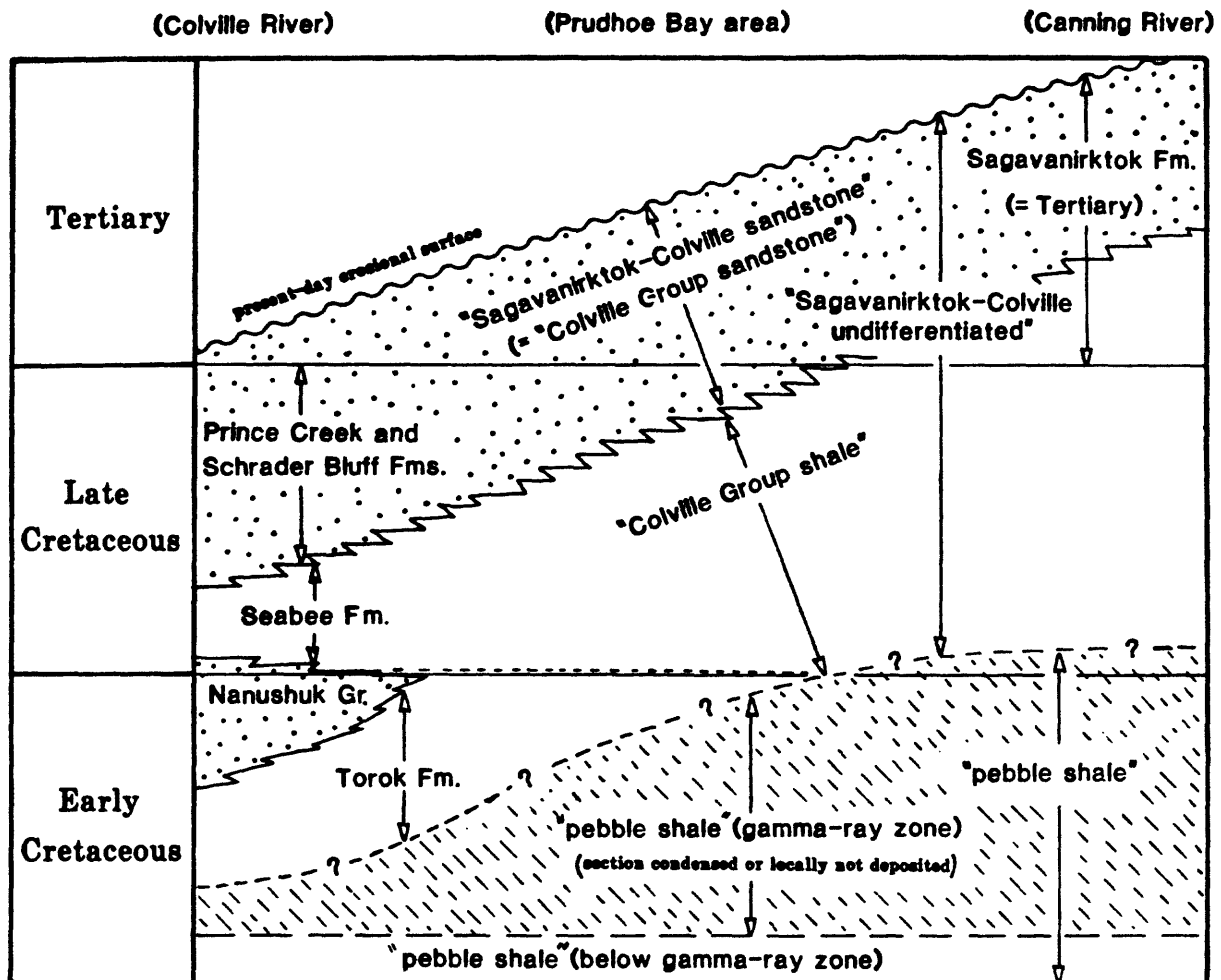 (Colville River)
(Prudhoe Bay area)
(Canning River)
Tertiary
present-day erosional surface
"Sagavanirktok-Colville sandstone"
(= "Colville Group sandstone")
Sagavanirktok Fm.
(= Tertiary)
"Sagavanirktok-Colville
undifferentiated"
Late
Cretaceous
Prince Creek and
Schrader Bluff Fms.
"Colville Group shale"
Seabee Fm.
Early
Cretaceous
Nanushuk Gr.
Torok Fm.
?
?
?
?
?
"pebble shale" (gamma-ray zone)
(section condensed or locally not deposited)
"pebble shale"
"pebble shale" (below gamma-ray zone)